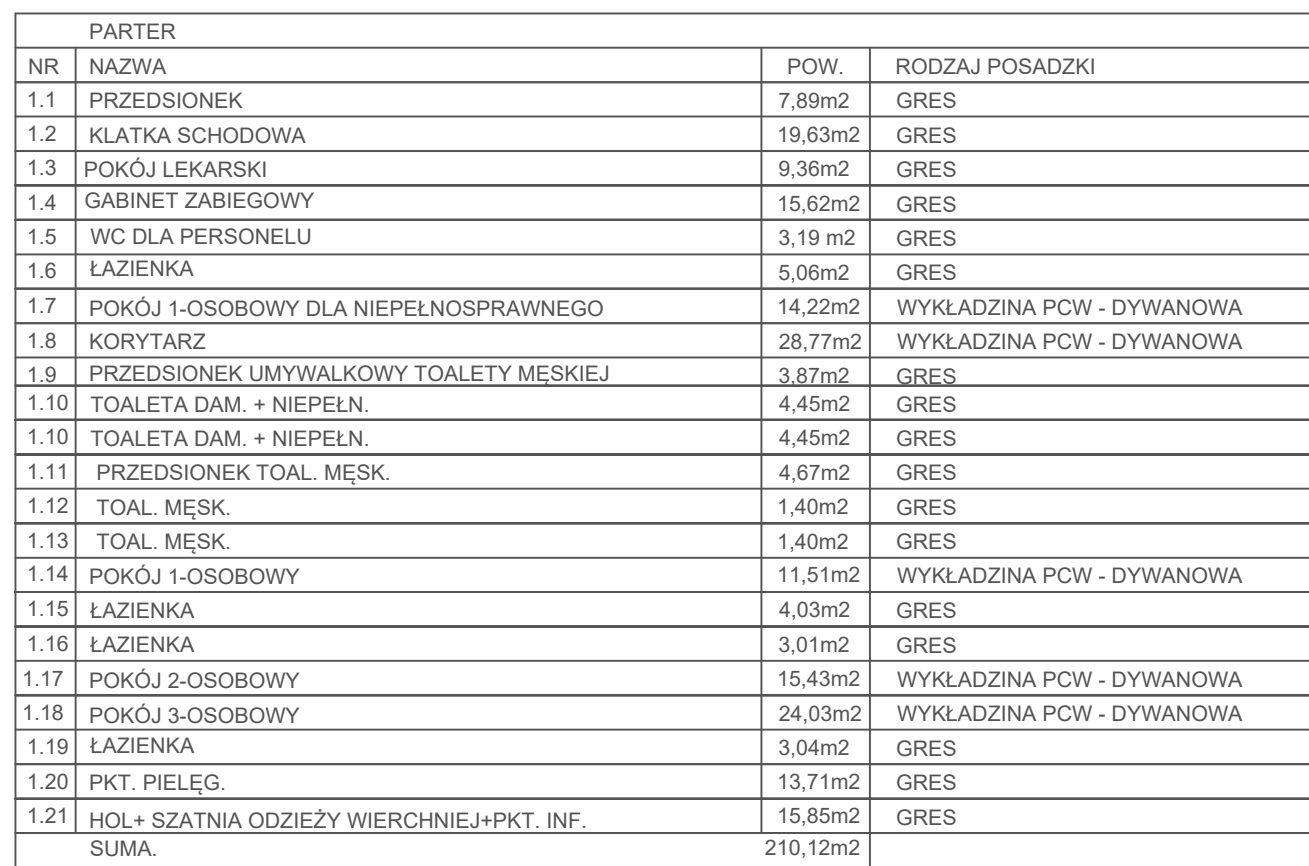 PARTER
NR NAZWA POW. RODZAJ POSADZKI
1.1 PRZEDSIONEK 7,89m2 GRES
1.2 KLATKA SCHODOWA 19,63m2 GRES
1.3 POKÓJ LEKARSKI 9,36m2 GRES
1.4 GABINET ZABIEGOWY 15,62m2 GRES
1.5 WC DLA PERSONELU 3,19 m2 GRES
1.6 ŁAZIENKA 5,06m2 GRES
1.7 POKÓJ 1-OSOBOWY DLA NIEPEŁNOSPRAWNEGO 14,22m2 WYKŁADZINA PCW - DYWANOWA
1.8 KORYTARZ 28,77m2 WYKŁADZINA PCW - DYWANOWA
1.9 PRZEDSIONEK UMYWALKOWY TOALETY MĘSKIEJ 3,87m2 GRES
1.10 TOALETA DAM. + NIEPEŁN. 4,45m2 GRES
1.10 TOALETA DAM. + NIEPEŁN. 4,45m2 GRES
1.11 PRZEDSIONEK TOAL. MĘSK. 4,67m2 GRES
1.12 TOAL. MĘSK. 1,40m2 GRES
1.13 TOAL. MĘSK. 1,40m2 GRES
1.14 POKÓJ 1-OSOBOWY 11,51m2 WYKŁADZINA PCW - DYWANOWA
1.15 ŁAZIENKA 4,03m2 GRES
1.16 ŁAZIENKA 3,01m2 GRES
1.17 POKÓJ 2-OSOBOWY 15,43m2 WYKŁADZINA PCW - DYWANOWA
1.18 POKÓJ 3-OSOBOWY 24,03m2 WYKŁADZINA PCW - DYWANOWA
1.19 ŁAZIENKA 3,04m2 GRES
1.20 PKT. PIELĘG. 13,71m2 GRES
1.21 HOL+ SZATNIA ODZIEŻY WIERCHNIEJ+PKT. INF. 15,85m2 GRES
SUMA. 210,12m2